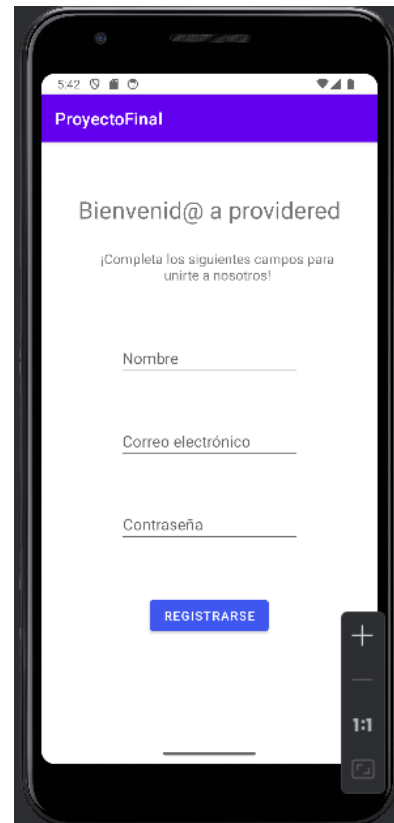 5:42
ProyectoFinal
Bienvenid@ a providered
¡Completa los siguientes campos para
unirte a nosotros!
Nombre
Correo electrónico
Contraseña
REGISTRARSE
1:1